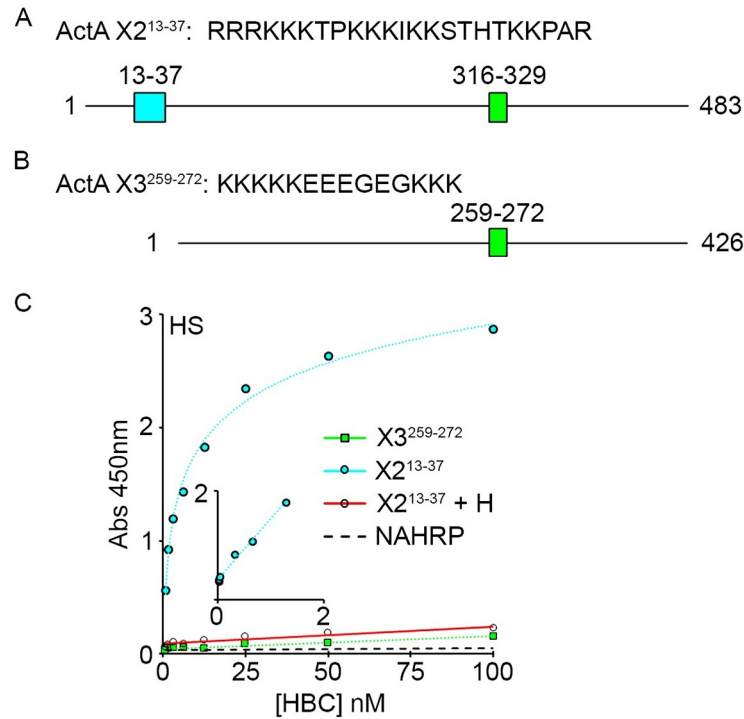 A
ActA X2¹³⁻³⁷: RRRKKKTPKKKIKKSTHTKKPAR
13-37 316-329
1 483
B
ActA X3²⁵⁹⁻²⁷²: KKKKKEEEGEGKKK
259-272
1 426
C
3 HS
2
1
0
Abs 450nm
X3²⁵⁹⁻²⁷²
X2¹³⁻³⁷
X2¹³⁻³⁷ + H
NAHRP
2
0 2
0 25 50 75 100
[HBC] nM